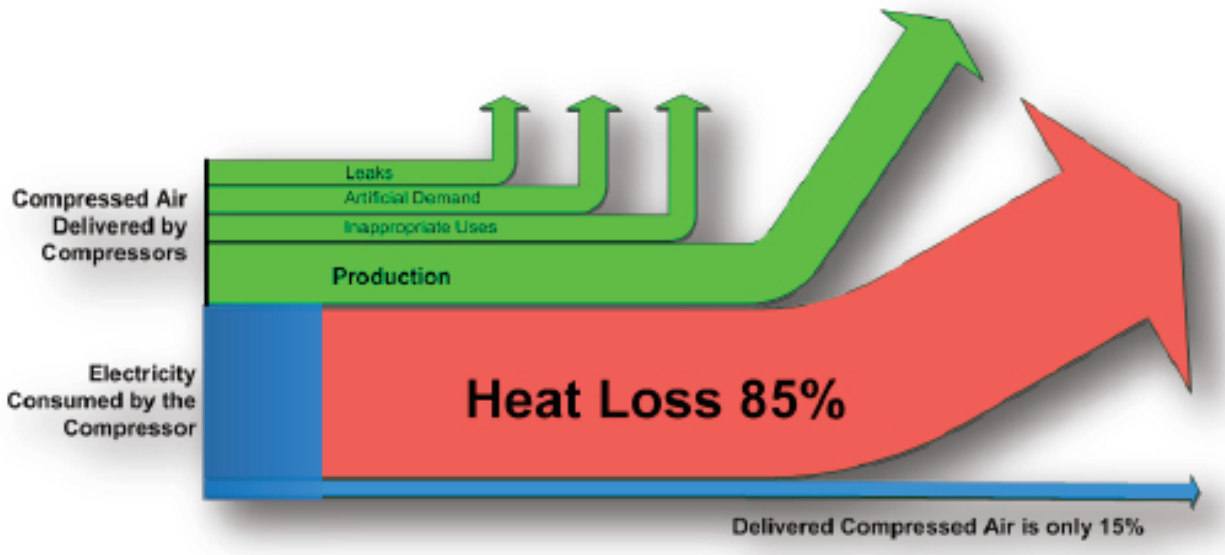 Leaks
Artificial Demand
Inappropriate Uses
Production
Compressed Air
Delivered by
Compressors
Electricity
Consumed by the
Compressor
Heat Loss 85%
Delivered Compressed Air is only 15%